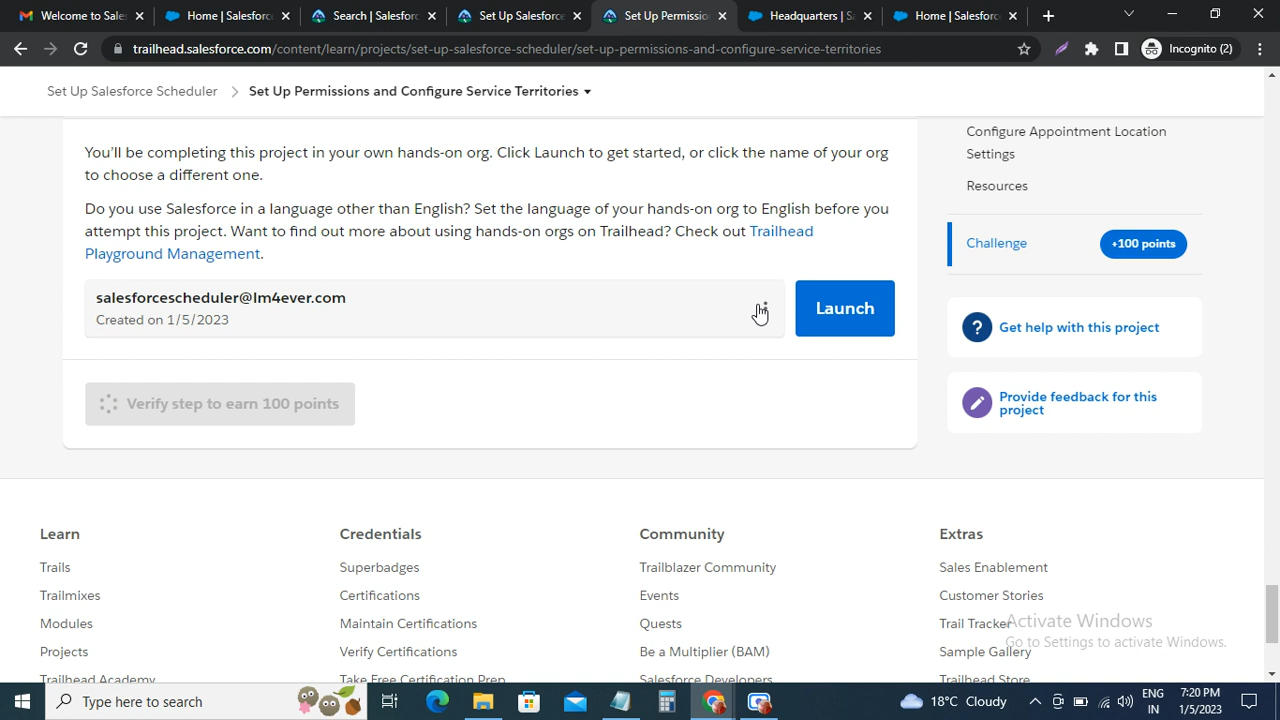 Welcome to Sales
Home | Salesforc
Search | Salesforc
Set Up Salesforce
Set Up Permissio
Headquarters | Sa
Home | Salesforc
trailhead.salesforce.com/content/learn/projects/set-up-salesforce-scheduler/set-up-permissions-and-configure-service-territories
Incognito (2)
Set Up Salesforce Scheduler > Set Up Permissions and Configure Service Territories
You'll be completing this project in your own hands-on org. Click Launch to get started, or click the name of your org
to choose a different one.
Do you use Salesforce in a language other than English? Set the language of your hands-on org to English before you
attempt this project. Want to find out more about using hands-on orgs on Trailhead? Check out Trailhead
Playground Management.
salesforcescheduler@lm4ever.com
Created on 1/5/2023
Launch
Verify step to earn 100 points
Configure Appointment Location
Settings
Resources
Challenge
+100 points
? Get help with this project
Provide feedback for this
project
Learn
Trails
Trailmixes
Modules
Projects
Trailhead Academy
Credentials
Superbadges
Certifications
Maintain Certifications
Verify Certifications
Take Free Certification Prep
Community
Trailblazer Community
Events
Quests
Be a Multiplier (BAM)
Salesforce Developers
Extras
Sales Enablement
Customer Stories
Trail Tracker
Sample Gallery
Trailhead Store
Activate Windows
Go to Settings to activate Windows.
Type here to search
18°C Cloudy
ENG
IN
7:20 PM
1/5/2023